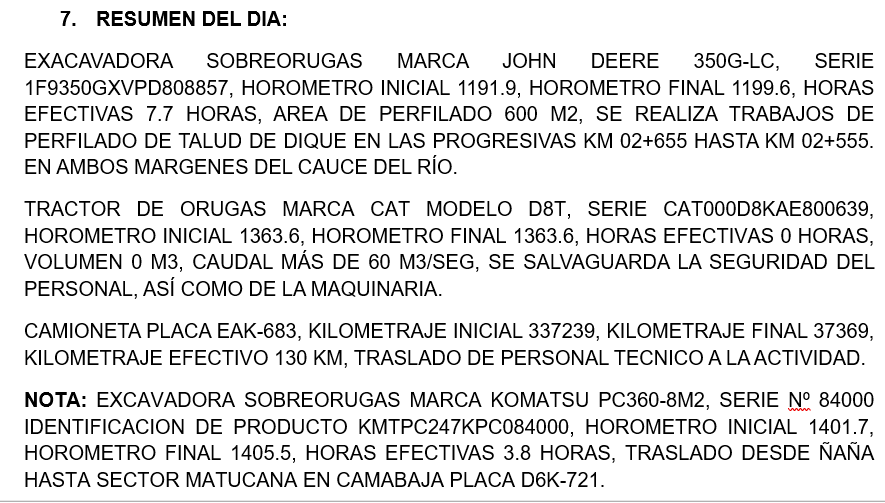 7. RESUMEN DEL DIA:
EXACAVADORA SOBREORUGAS MARCA JOHN DEERE 350G-LC, SERIE
1F9350GXVPD808857, HOROMETRO INICIAL 1191.9, HOROMETRO FINAL 1199.6, HORAS
EFECTIVAS 7.7 HORAS, AREA DE PERFILADO 600 M2, SE REALIZA TRABAJOS DE
PERFILADO DE TALUD DE DIQUE EN LAS PROGRESIVAS KM 02+655 HASTA KM 02+555.
EN AMBOS MARGENES DEL CAUCE DEL RÍO.
TRACTOR DE ORUGAS MARCA CAT MODELO D8T, SERIE CAT000D8KAE800639,
HOROMETRO INICIAL 1363.6, HOROMETRO FINAL 1363.6, HORAS EFECTIVAS 0 HORAS,
VOLUMEN 0 M3, CAUDAL MÁS DE 60 M3/SEG, SE SALVAGUARDA LA SEGURIDAD DEL
PERSONAL, ASÍ COMO DE LA MAQUINARIA.
CAMIONETA PLACA EAK-683, KILOMETRAJE INICIAL 337239, KILOMETRAJE FINAL 37369,
KILOMETRAJE EFECTIVO 130 KM, TRASLADO DE PERSONAL TECNICO A LA ACTIVIDAD.
NOTA: EXCAVADORA SOBREORUGAS MARCA KOMATSU PC360-8M2, SERIE Nº 84000
IDENTIFICACION DE PRODUCTO KMTPC247KPC084000, HOROMETRO INICIAL 1401.7,
HOROMETRO FINAL 1405.5, HORAS EFECTIVAS 3.8 HORAS, TRASLADO DESDE ÑAÑA
HASTA SECTOR MATUCANA EN CAMABAJA PLACA D6K-721.